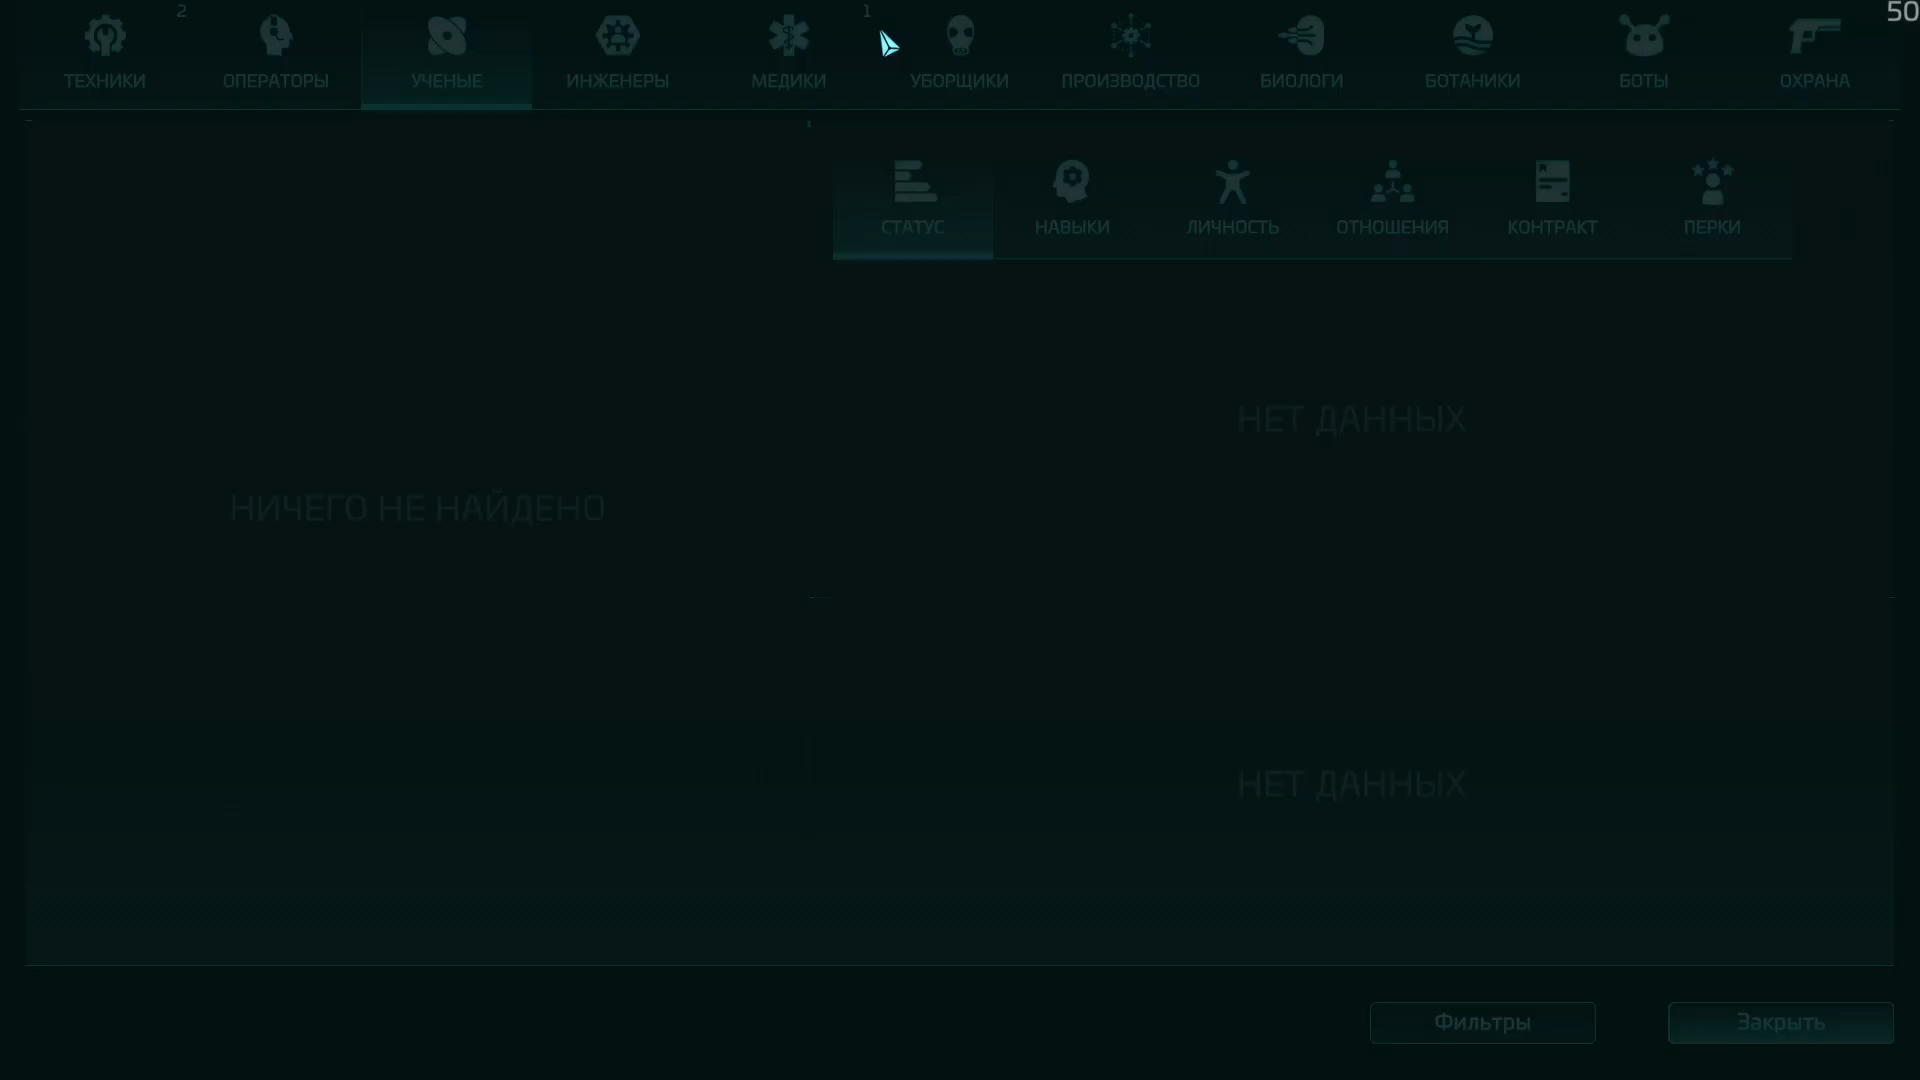 2
1
50
ТЕХНИКИ
ОПЕРАТОРЫ
УЧЕНЫЕ
ИНЖЕНЕРЫ
МЕДИКИ
УБОРЩИКИ
ПРОИЗВОДСТВО
БИОЛОГИ
БОТАНИКИ
БОТЫ
ОХРАНА
СТАТУС
НАВЫКИ
ЛИЧНОСТЬ
ОТНОШЕНИЯ
КОНТРАКТ
ПЕРКИ
НЕТ ДАННЫХ
НИЧЕГО НЕ НАЙДЕНО
НЕТ ДАННЫХ
Фильтры
Закрыть